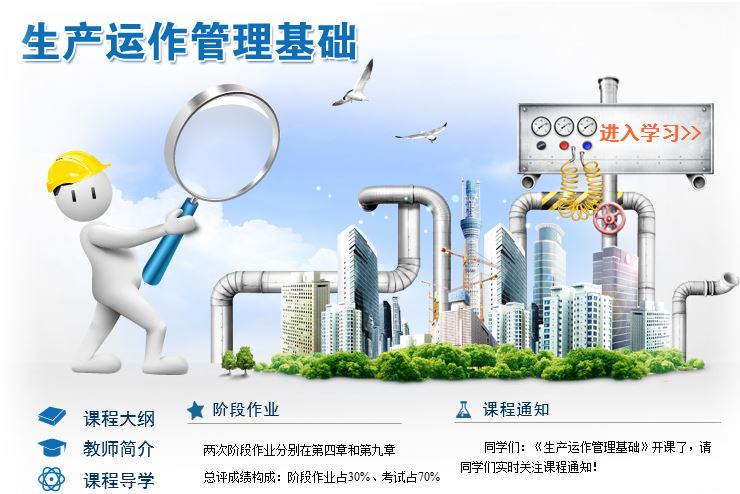 生产运作管理基础
进入学习>>
课程大纲
教师简介
课程导学
阶段作业
两次阶段作业分别在第四章和第九章
总评成绩构成：阶段作业占30%、考试占70%
课程通知
同学们：《生产运作管理基础》开课了，请
同学们实时关注课程通知！